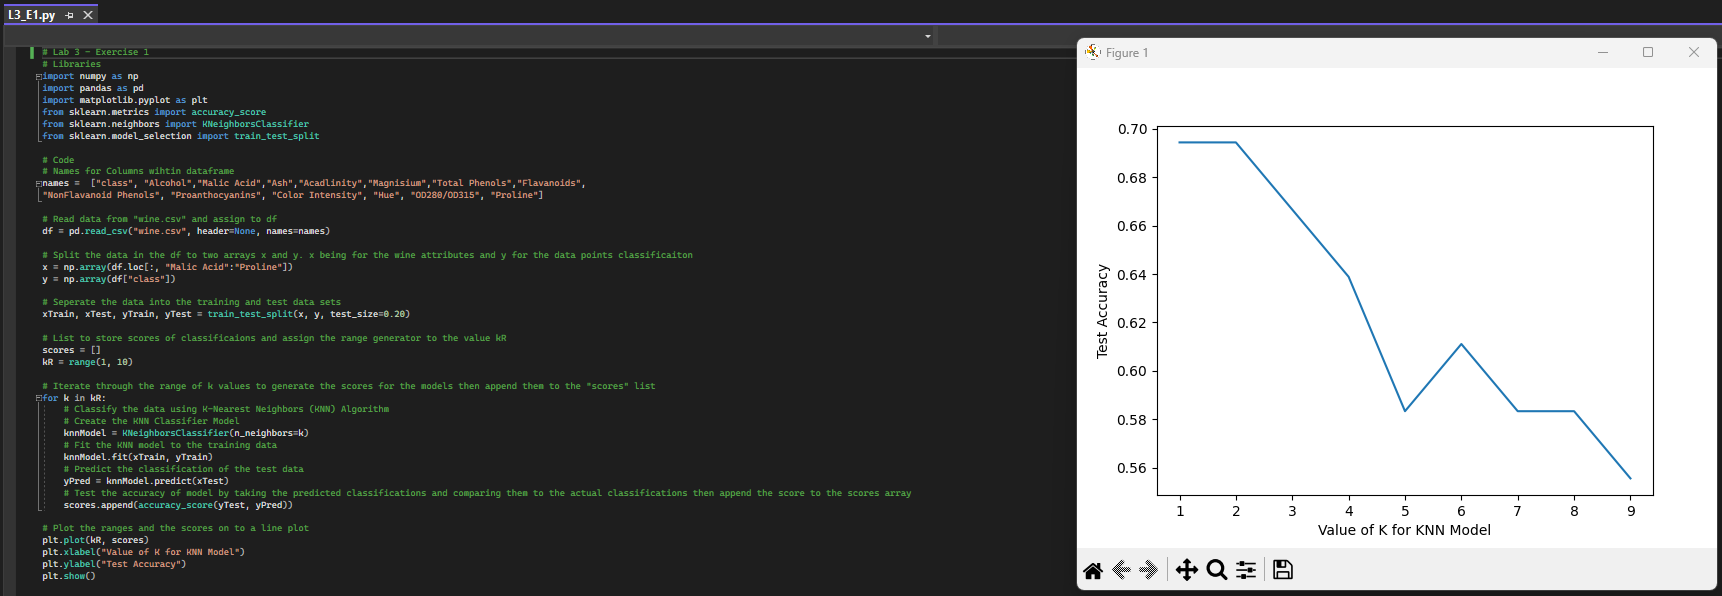 L3_E1.py
# Lab 3 - Exercise 1
# Libraries
import numpy as np
import pandas as pd
import matplotlib.pyplot as plt
from sklearn.metrics import accuracy_score
from sklearn.neighbors import KNeighborsClassifier
from sklearn.model_selection import train_test_split
# Code
# Names for Columns wihtin dataframe
names =  ["class", "Alcohol","Malic Acid","Ash","Acadlinity","Magnisium","Total Phenols","Flavanoids",
"NonFlavanoid Phenols", "Proanthocyanins", "Color Intensity", "Hue", "OD280/OD315", "Proline"]
# Read data from "wine.csv" and assign to df
df = pd.read_csv("wine.csv", header=None, names=names)
# Split the data in the df to two arrays x and y. x being for the wine attributes and y for the data points classificaiton
x = np.array(df.loc[:, "Malic Acid":"Proline"])
y = np.array(df["class"])
# Seperate the data into the training and test data sets
xTrain, xTest, yTrain, yTest = train_test_split(x, y, test_size=0.20)
# List to store scores of classificaions and assign the range generator to the value kR
scores = []
kR = range(1, 10)
# Iterate through the range of k values to generate the scores for the models then append them to the "scores" list
for k in kR:
    # Classify the data using K-Nearest Neighbors (KNN) Algorithm
    # Create the KNN Classifier Model
    knnModel = KNeighborsClassifier(n_neighbors=k)
    # Fit the KNN model to the training data
    knnModel.fit(xTrain, yTrain)
    # Predict the classification of the test data
    yPred = knnModel.predict(xTest)
    # Test the accuracy of model by taking the predicted classifications and comparing them to the actual classifications then append the score to the scores array
    scores.append(accuracy_score(yTest, yPred))
# Plot the ranges and the scores on to a line plot
plt.plot(kR, scores)
plt.xlabel("Value of K for KNN Model")
plt.ylabel("Test Accuracy")
plt.show()
Figure 1
0.70
0.68
0.66
0.64
0.62
0.60
0.58
0.56
Test Accuracy
1 2 3 4 5 6 7 8 9
Value of K for KNN Model